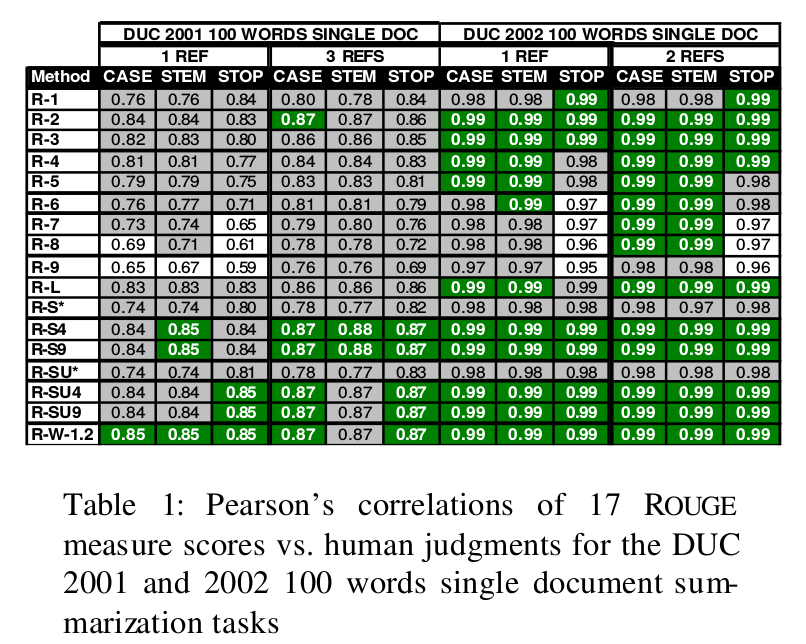 DUC 2001 100 WORDS SINGLE DOC DUC 2002 100 WORDS SINGLE DOC
1 REF 3 REFS 1 REF 2 REFS
Method CASE STEM STOP CASE STEM STOP CASE STEM STOP CASE STEM STOP
R-1 0.76 0.76 0.84 0.80 0.78 0.84 0.98 0.98 0.99 0.98 0.98 0.99
R-2 0.84 0.84 0.83 0.87 0.87 0.86 0.99 0.99 0.99 0.99 0.99 0.99
R-3 0.82 0.83 0.80 0.86 0.86 0.85 0.99 0.99 0.99 0.99 0.99 0.99
R-4 0.81 0.81 0.77 0.84 0.84 0.83 0.99 0.99 0.98 0.99 0.99 0.99
R-5 0.79 0.79 0.75 0.83 0.83 0.81 0.99 0.99 0.98 0.99 0.99 0.98
R-6 0.76 0.77 0.71 0.81 0.81 0.79 0.98 0.99 0.97 0.99 0.99 0.98
R-7 0.73 0.74 0.65 0.79 0.80 0.76 0.98 0.98 0.97 0.99 0.99 0.97
R-8 0.69 0.71 0.61 0.78 0.78 0.72 0.98 0.98 0.96 0.99 0.99 0.97
R-9 0.65 0.67 0.59 0.76 0.76 0.69 0.97 0.97 0.95 0.98 0.98 0.96
R-L 0.83 0.83 0.83 0.86 0.86 0.86 0.99 0.99 0.99 0.99 0.99 0.99
R-S* 0.74 0.74 0.80 0.78 0.77 0.82 0.98 0.98 0.98 0.98 0.97 0.98
R-S4 0.84 0.85 0.84 0.87 0.88 0.87 0.99 0.99 0.99 0.99 0.99 0.99
R-S9 0.84 0.85 0.84 0.87 0.88 0.87 0.99 0.99 0.99 0.99 0.99 0.99
R-SU* 0.74 0.74 0.81 0.78 0.77 0.83 0.98 0.98 0.98 0.98 0.98 0.98
R-SU4 0.84 0.84 0.85 0.87 0.87 0.87 0.99 0.99 0.99 0.99 0.99 0.99
R-SU9 0.84 0.84 0.85 0.87 0.87 0.87 0.99 0.99 0.99 0.99 0.99 0.99
R-W-1.2 0.85 0.85 0.85 0.87 0.87 0.87 0.99 0.99 0.99 0.99 0.99 0.99
Table 1: Pearson's correlations of 17 ROUGE
measure scores vs. human judgments for the DUC
2001 and 2002 100 words single document sum-
marization tasks